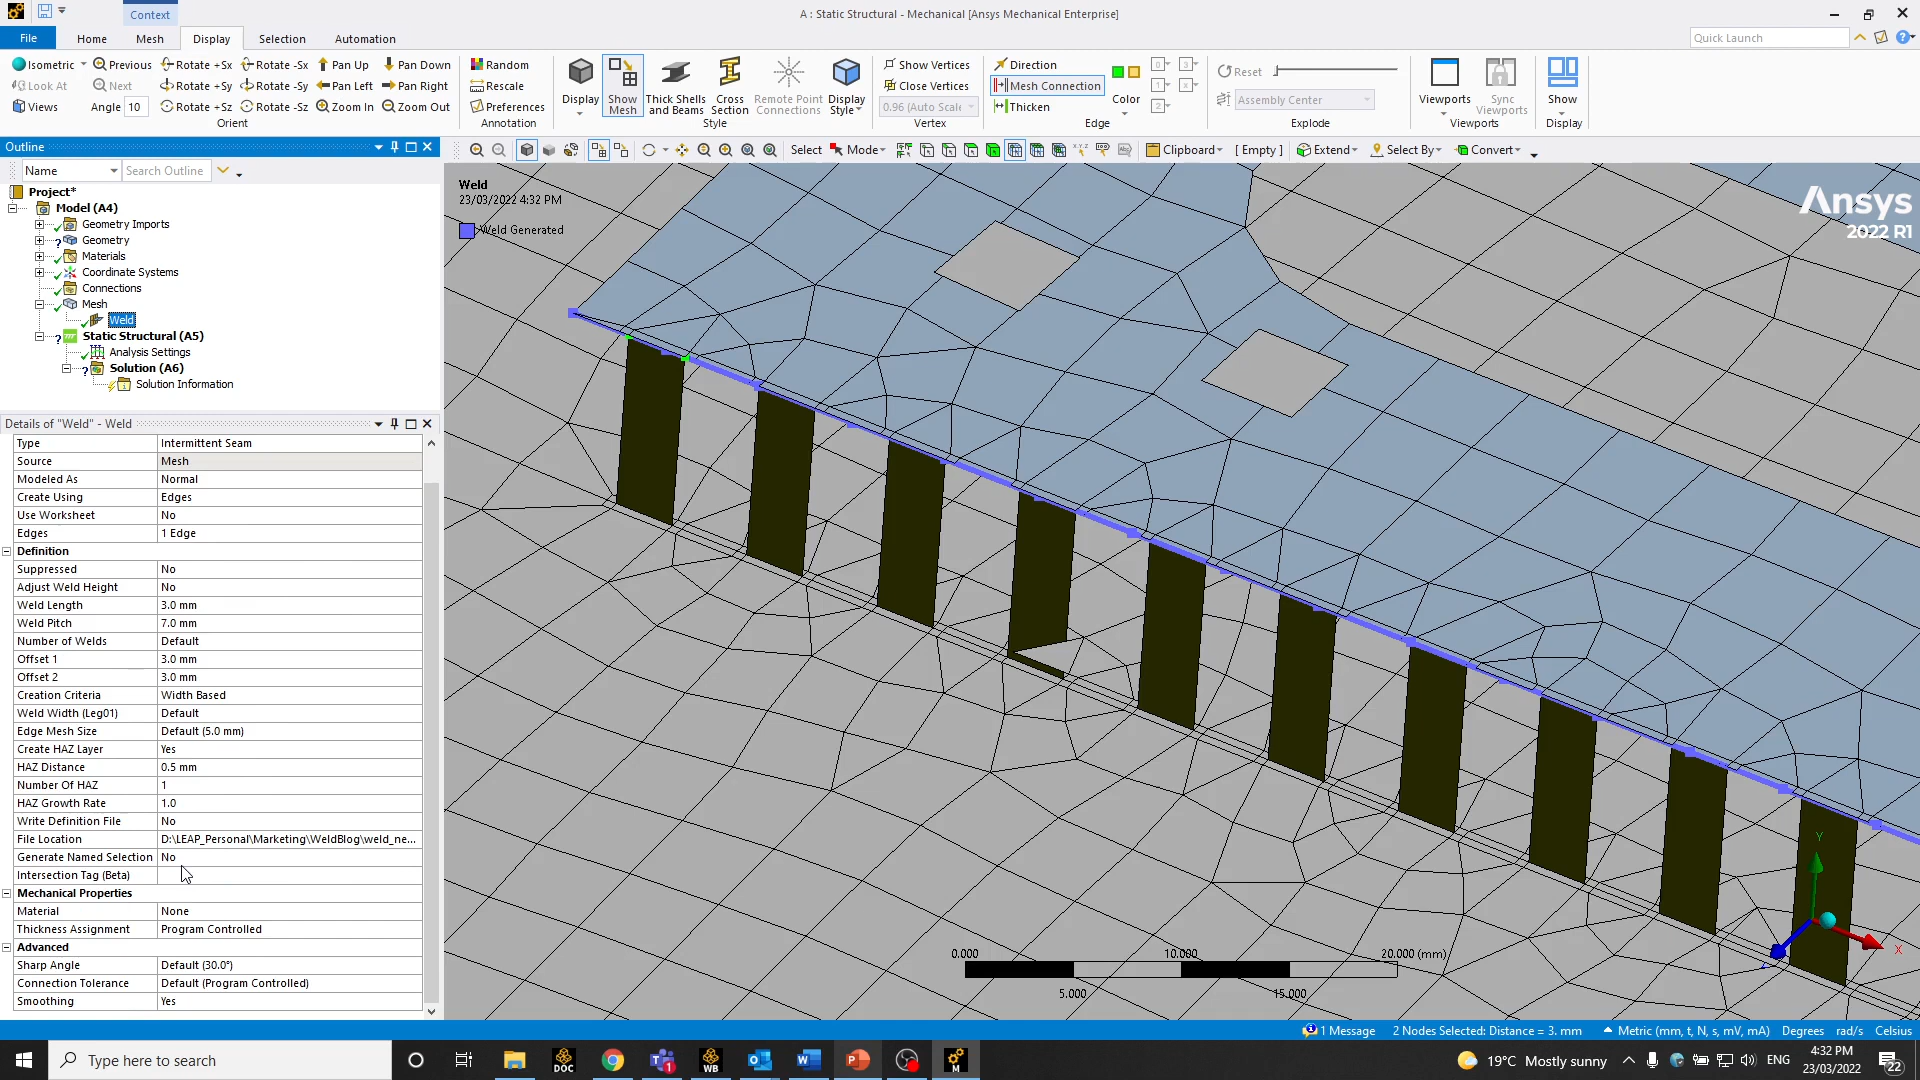 Context
A : Static Structural - Mechanical [Ansys Mechanical Enterprise]
File Home Mesh Display Selection Automation
Quick Launch
Isometric Previous Rotate +Sx Rotate -Sx Pan Up Pan Down
Look At Next Rotate +Sy Rotate -Sy Pan Left Pan Right
Views Angle 10 Rotate +Sz Rotate -Sz Zoom In Zoom Out
Orient
Random
Rescale
Preferences
Annotation
Display
Show Mesh
Thick Shells and Beams
Cross Section
Remote Point Connections
Display Style
Style
Show Vertices
Close Vertices
0.96 (Auto Scale
Vertex
Direction
Mesh Connection
Thicken
Color
Edge
Reset
Assembly Center
Explode
Viewports
Sync Viewports
Viewports
Show
Display
Outline
Name Search Outline
Select Mode Clipboard [ Empty ] Extend Select By Convert
Project*
Model (A4)
Geometry Imports
Geometry
Materials
Coordinate Systems
Connections
Mesh
Weld
Static Structural (A5)
Analysis Settings
Solution (A6)
Solution Information
Details of "Weld" - Weld
Type Intermittent Seam
Source Mesh
Modeled As Normal
Create Using Edges
Use Worksheet No
Edges 1 Edge
Definition
Suppressed No
Adjust Weld Height No
Weld Length 3.0 mm
Weld Pitch 7.0 mm
Number of Welds Default
Offset 1 3.0 mm
Offset 2 3.0 mm
Creation Criteria Width Based
Weld Width (Leg01) Default
Edge Mesh Size Default (5.0 mm)
Create HAZ Layer Yes
HAZ Distance 0.5 mm
Number Of HAZ 1
HAZ Growth Rate 1.0
Write Definition File No
File Location D:\LEAP_Personal\Marketing\WeldBlog\weld_ne...
Generate Named Selection No
Intersection Tag (Beta)
Mechanical Properties
Material None
Thickness Assignment Program Controlled
Advanced
Sharp Angle Default (30.0°)
Connection Tolerance Default (Program Controlled)
Smoothing Yes
Weld
23/03/2022 4:32 PM
Weld Generated
Ansys
2022 R1
Y
X
Z
0.000 10.000 20.000 (mm)
5.000 15.000
1 Message 2 Nodes Selected: Distance = 3. mm Metric (mm, t, N, s, mV, mA) Degrees rad/s Celsius
Type here to search
DOC
WB
1
M
19°C Mostly sunny
ENG
4:32 PM
23/03/2022
22